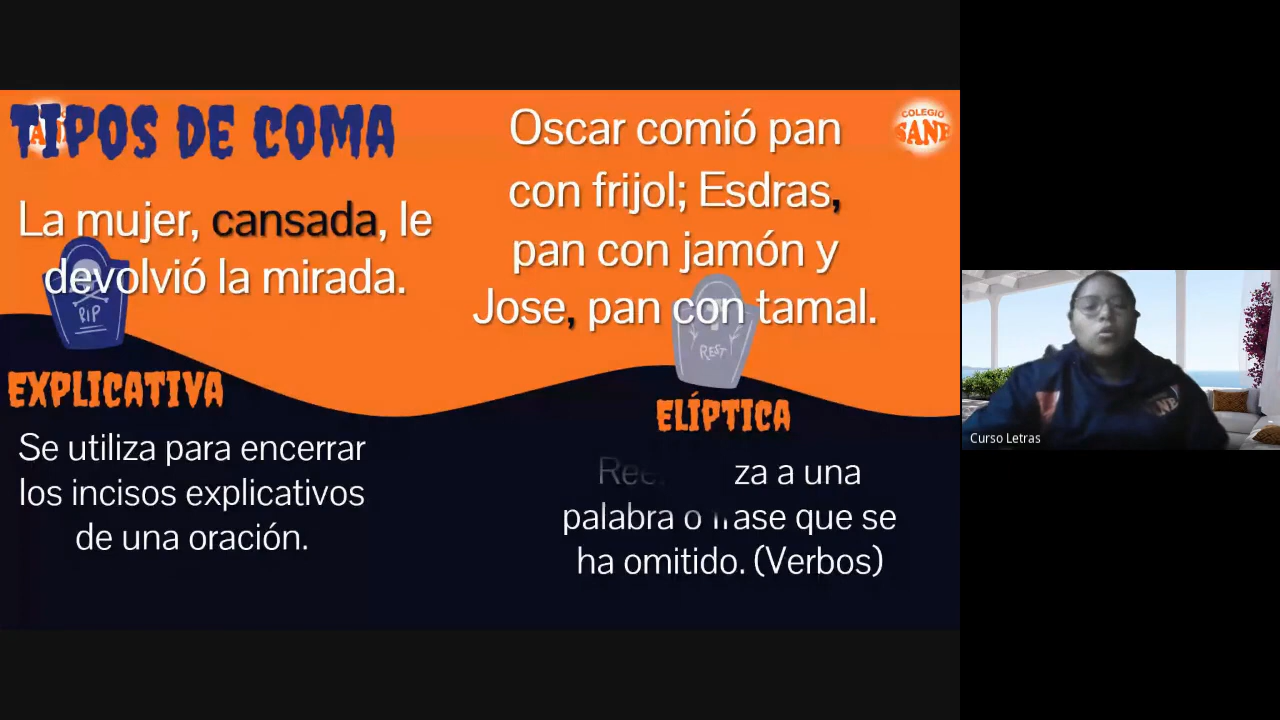 TIPOS DE COMA
La mujer, cansada, le
devolvió la mirada.
RIP
EXPLICATIVA
Se utiliza para encerrar
los incisos explicativos
de una oración.
COLEGIO
SANB
Oscar comió pan
con frijol; Esdras,
pan con jamón y
Jose, pan con tamal.
REST
ELÍPTICA
za a una
palabra o frase que se
ha omitido. (Verbos)
Curso Letras